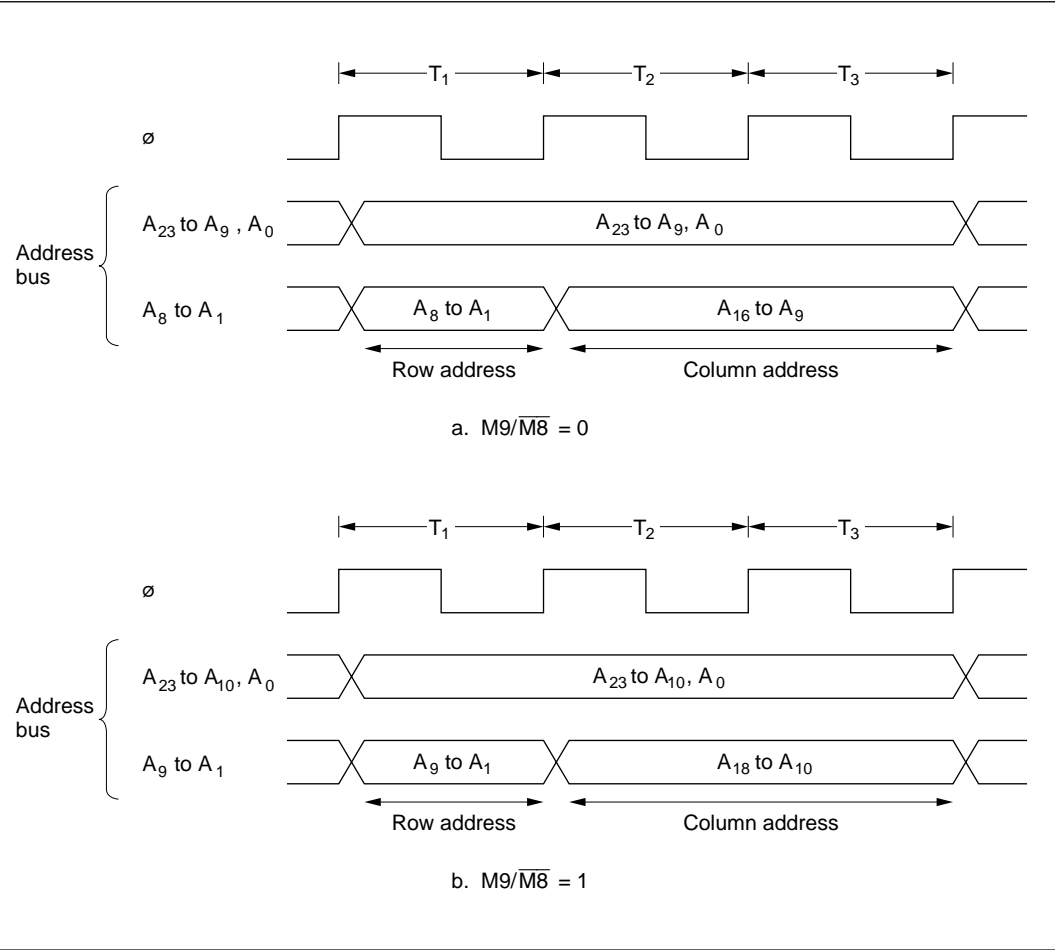 T₁ T₂ T₃
ø
Address bus
A₂₃ to A₉ , A₀
A₂₃ to A₉, A₀
A₈ to A₁
A₈ to A₁
A₁₆ to A₉
Row address
Column address
a. M9/M̅8̅ = 0
T₁ T₂ T₃
ø
Address bus
A₂₃ to A₁₀, A₀
A₂₃ to A₁₀, A₀
A₉ to A₁
A₉ to A₁
A₁₈ to A₁₀
Row address
Column address
b. M9/M̅8̅ = 1